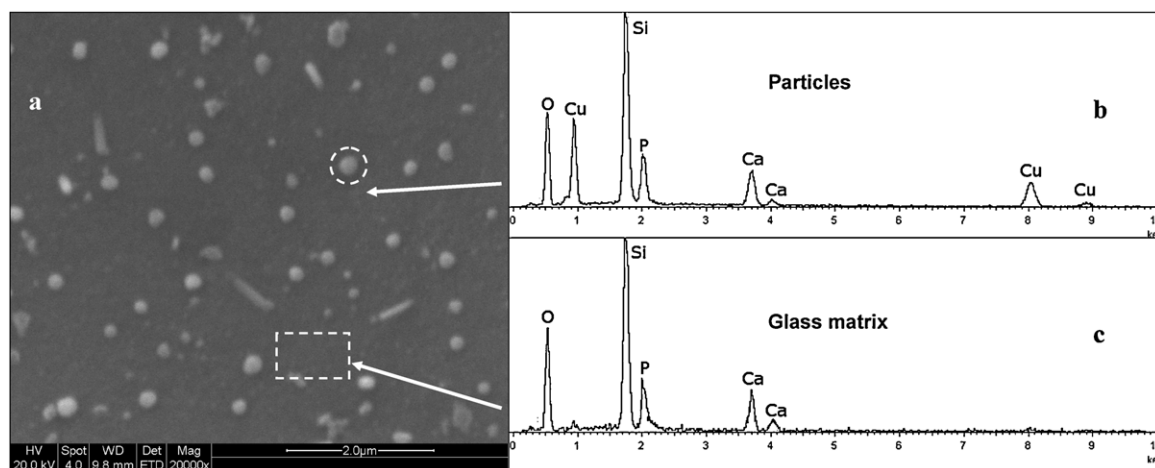 a
HV Spot WD Det Mag
20.0 kV 4.0 9.8 mm ETD 20000x
2.0µm
Particles
b
O Cu Si P Ca Ca Cu Cu
0 1 2 3 4 5 6 7 8 9
Glass matrix
c
O Si P Ca Ca
0 1 2 3 4 5 6 7 8 9